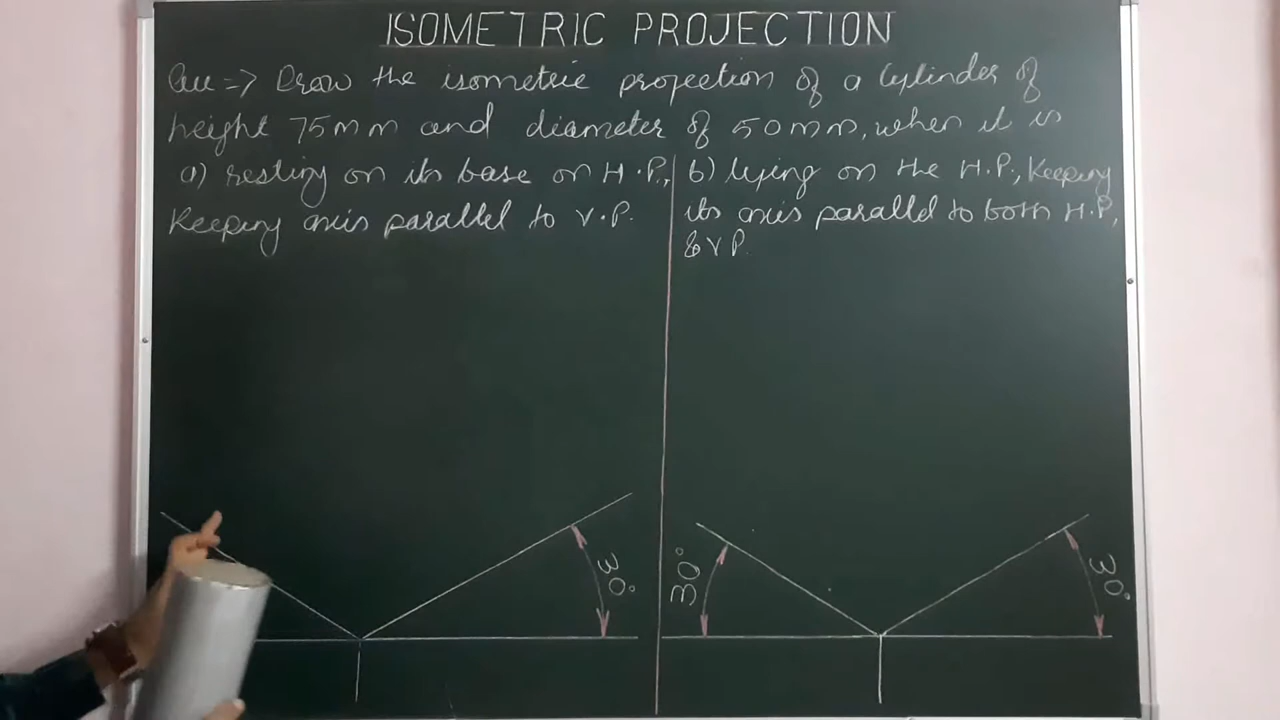 ISOMETRIC PROJECTION
Qu => Draw the isometric projection of a Cylinder of
height 75mm and diameter of 50mm, when it is
a) resting on its base on H.P.,
Keeping axis parallel to V.P.
b) lying on the H.P., Keeping
its axis parallel to both H.P,
& V P.
30°
30°
30°